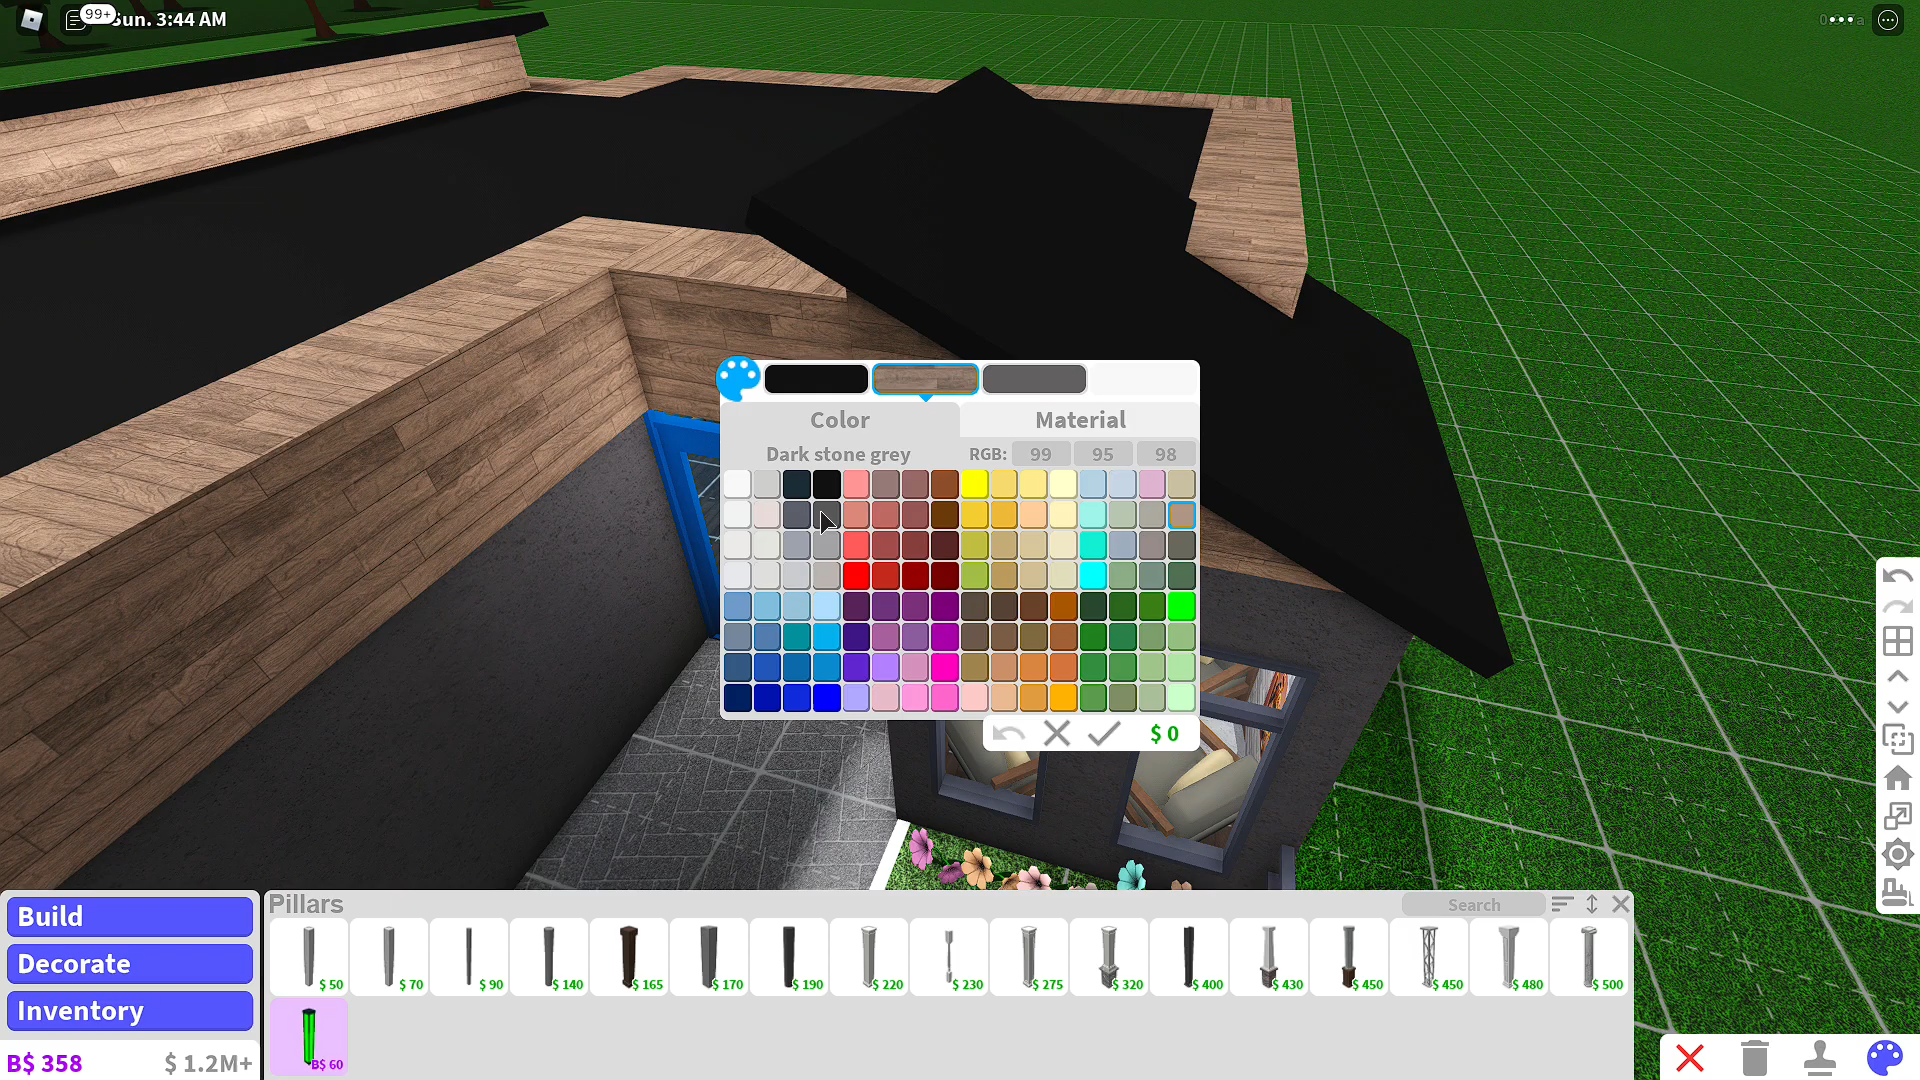 99+
Sun. 3:44 AM
Color
Material
Dark stone grey
RGB: 99 95 98
$ 0
Build
Decorate
Inventory
B$ 358
$ 1.2M+
Pillars
Search
$ 50
$ 70
$ 90
$ 140
$ 165
$ 170
$ 190
$ 220
$ 230
$ 275
$ 320
$ 400
$ 430
$ 450
$ 450
$ 480
$ 500
B$ 60